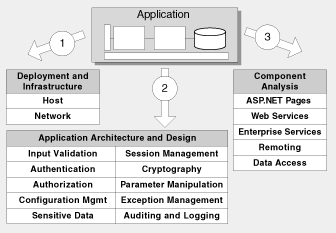 Application
1
3
Deployment and
Infrastructure
Host
Network
2
Component
Analysis
ASP.NET Pages
Web Services
Enterprise Services
Remoting
Data Access
Application Architecture and Design
Input Validation
Session Management
Authentication
Cryptography
Authorization
Parameter Manipulation
Configuration Mgmt
Exception Management
Sensitive Data
Auditing and Logging